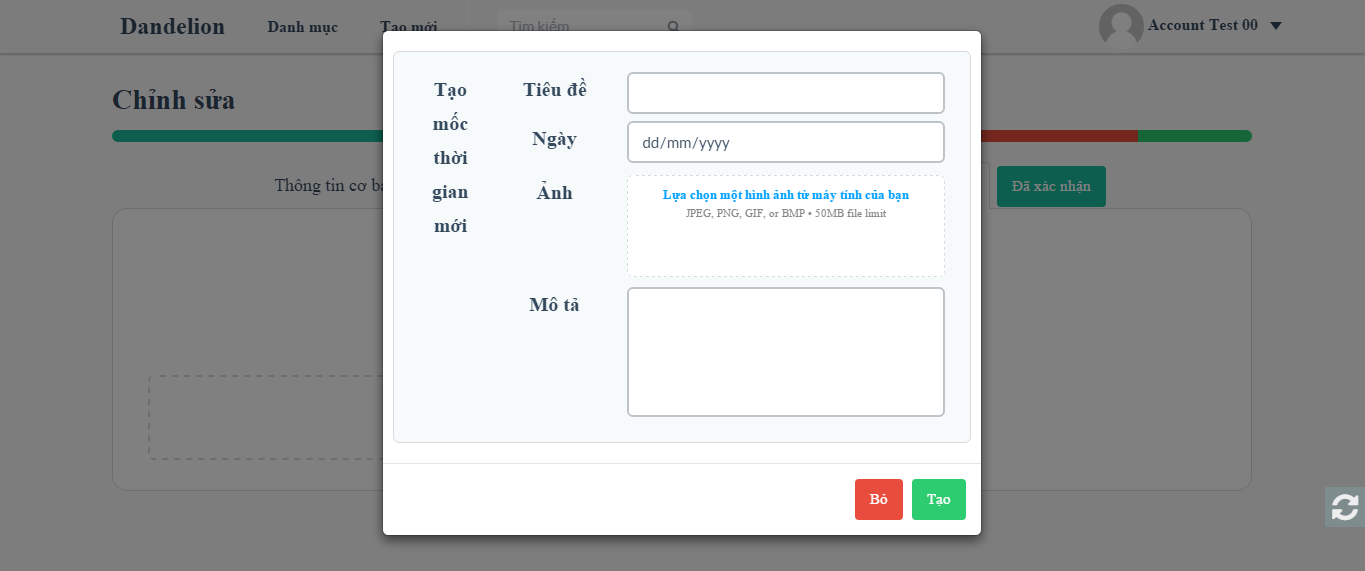 Dandelion Danh mục Tạo mới Tìm kiếm Account Test 00
Chỉnh sửa
Thông tin cơ Đã xác nhận
Tạo
mốc
thời
gian
mới
Tiêu đề
Ngày dd/mm/yyyy
Ảnh
Lựa chọn một hình ảnh từ máy tính của bạn
JPEG, PNG, GIF, or BMP • 50MB file limit
Mô tả
Bỏ Tạo